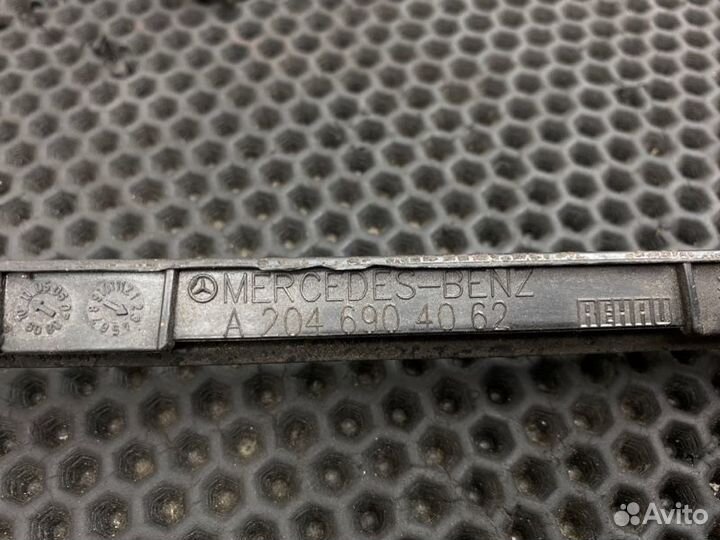 MERCEDES-BENZ
A 204 690 40 62
REHAU
Avito